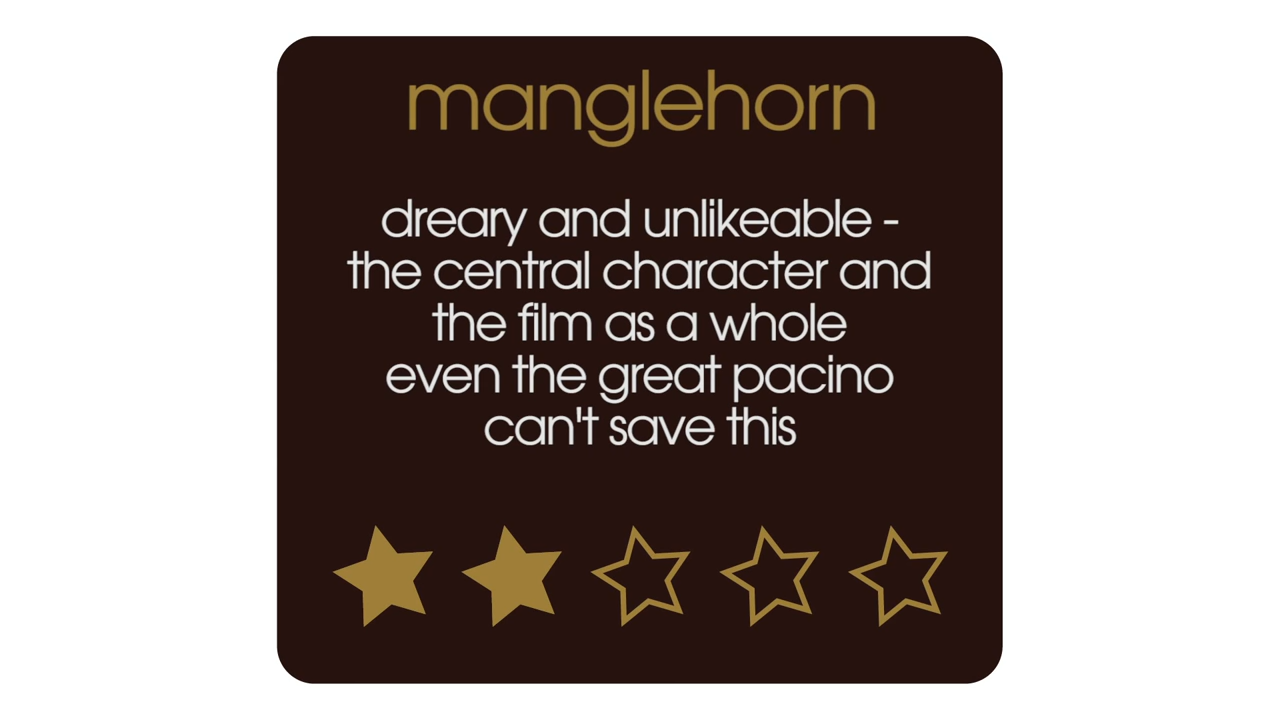 manglehorn
dreary and unlikeable -
the central character and
the film as a whole
even the great pacino
can't save this